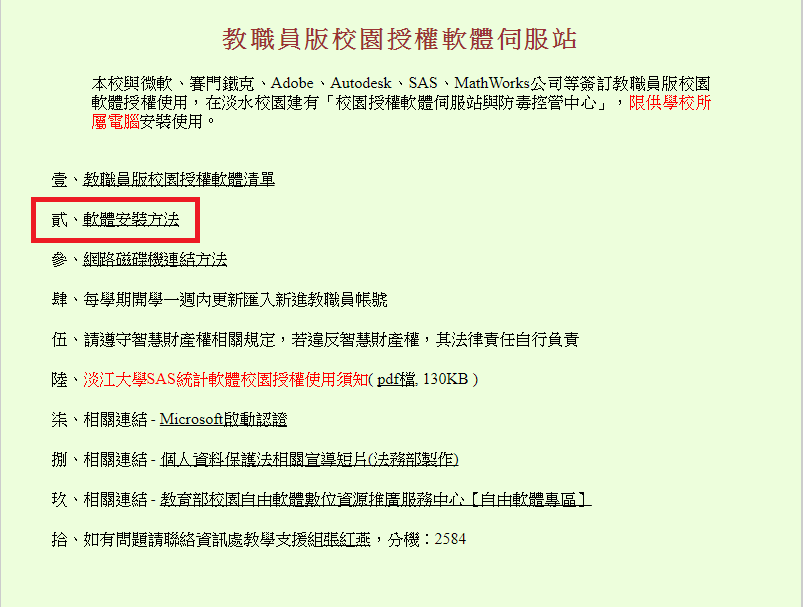 教職員版校園授權軟體伺服站
本校與微軟、賽門鐵克、Adobe、Autodesk、SAS、MathWorks公司等簽訂教職員版校園
軟體授權使用，在淡水校園建有「校園授權軟體伺服站與防毒控管中心」，限供學校所
屬電腦安裝使用。
壹、教職員版校園授權軟體清單
貳、軟體安裝方法
參、網路磁碟機連結方法
肆、每學期開學一週內更新匯入新進教職員帳號
伍、請遵守智慧財產權相關規定，若違反智慧財產權，其法律責任自行負責
陸、淡江大學SAS統計軟體校園授權使用須知( pdf檔, 130KB )
柒、相關連結 - Microsoft啟動認證
捌、相關連結 - 個人資料保護法相關宣導短片(法務部製作)
玖、相關連結 - 教育部校園自由軟體數位資源推廣服務中心【自由軟體專區】
拾、如有問題請聯絡資訊處教學支援組張紅燕，分機：2584